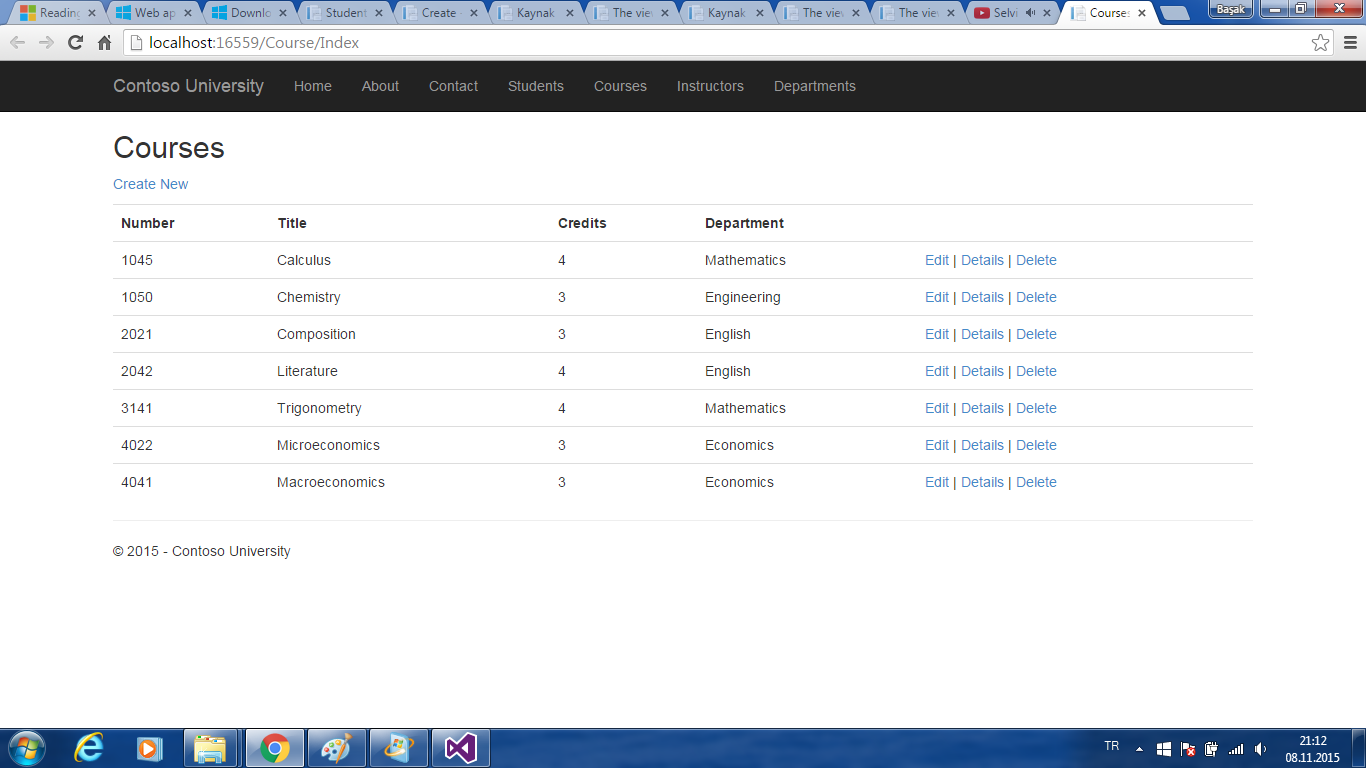 Reading
Web ap
Downlo
Student
Create
Kaynak
The view
Kaynak
The view
The view
Selvi
Courses
Başak
localhost:16559/Course/Index
Contoso University Home About Contact Students Courses Instructors Departments
Courses
Create New
Number Title Credits Department
1045 Calculus 4 Mathematics Edit | Details | Delete
1050 Chemistry 3 Engineering Edit | Details | Delete
2021 Composition 3 English Edit | Details | Delete
2042 Literature 4 English Edit | Details | Delete
3141 Trigonometry 4 Mathematics Edit | Details | Delete
4022 Microeconomics 3 Economics Edit | Details | Delete
4041 Macroeconomics 3 Economics Edit | Details | Delete
© 2015 - Contoso University
TR
21:12
08.11.2015